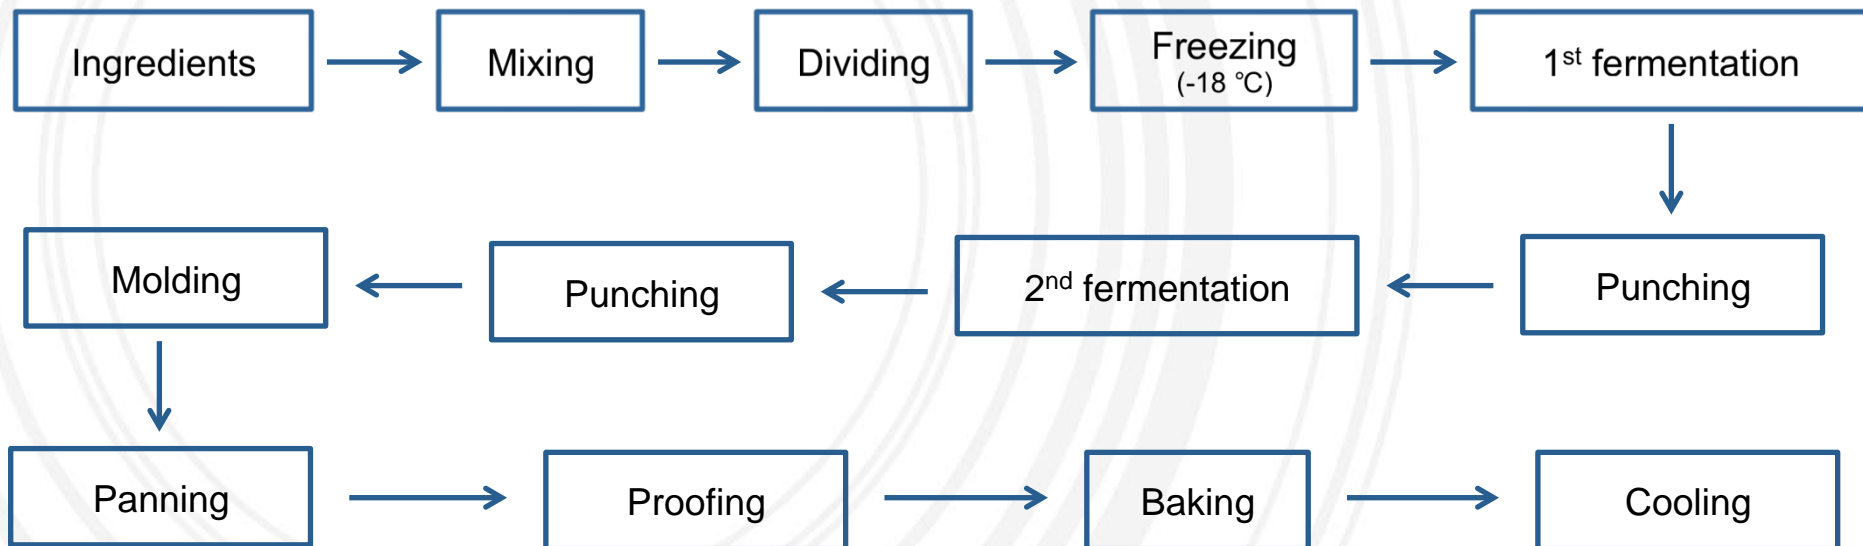 Ingredients
Mixing
Dividing
Freezing
(-18 ℃)
1st fermentation
Punching
2nd fermentation
Punching
Molding
Panning
Proofing
Baking
Cooling